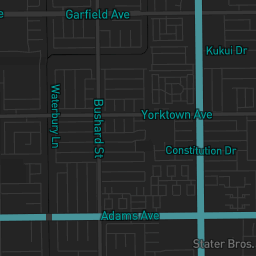 Garfield Ave
Kukui Dr
Waterbury Ln
Bushard St
Yorktown Ave
Constitution Dr
Adams Ave
Slater Bros.